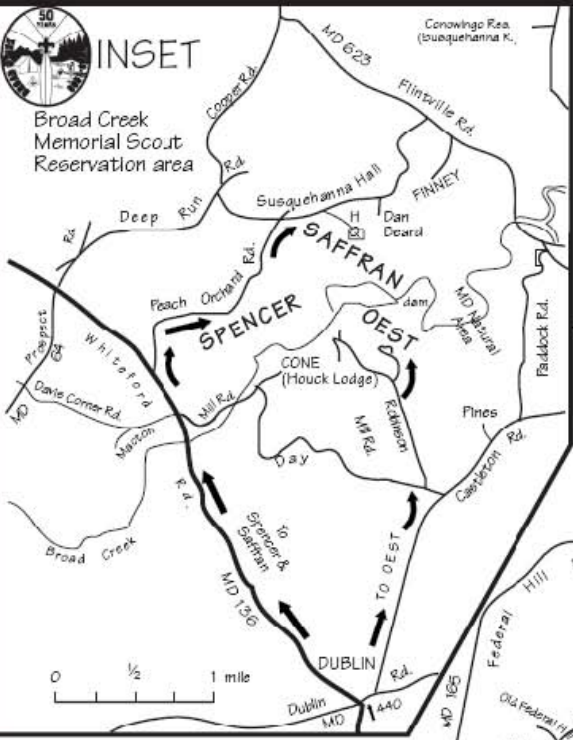 50
YEARS
INSET
Broad Creek
Memorial Scout
Reservation area
Conowingo Res.
(Susquehanna R.
MD 623
Flintville Rd.
Cooper Rd.
Rd.
Susquehanna Hall
FINNEY
Deep Run
Rd.
H
Q
Dan
Beard
SAFFRAN
Peach Orchard Rd.
SPENCER
dam
OEST
MD Natural
Area
Paddock Rd.
Prospect
Whiteford
CONE
(Houck Lodge)
MD
Davis Corner Rd.
Mill Rd.
Macton
Robinson
Mill Rd.
Pines
Castleton Rd.
Day
Rd.
Broad Creek
To
Spencer &
Saffran
TO OEST
MD 136
Federal Hill
DUBLIN
0 1/2 1 mile
Dublin Rd.
MD 440
MD 165
Old Federal H